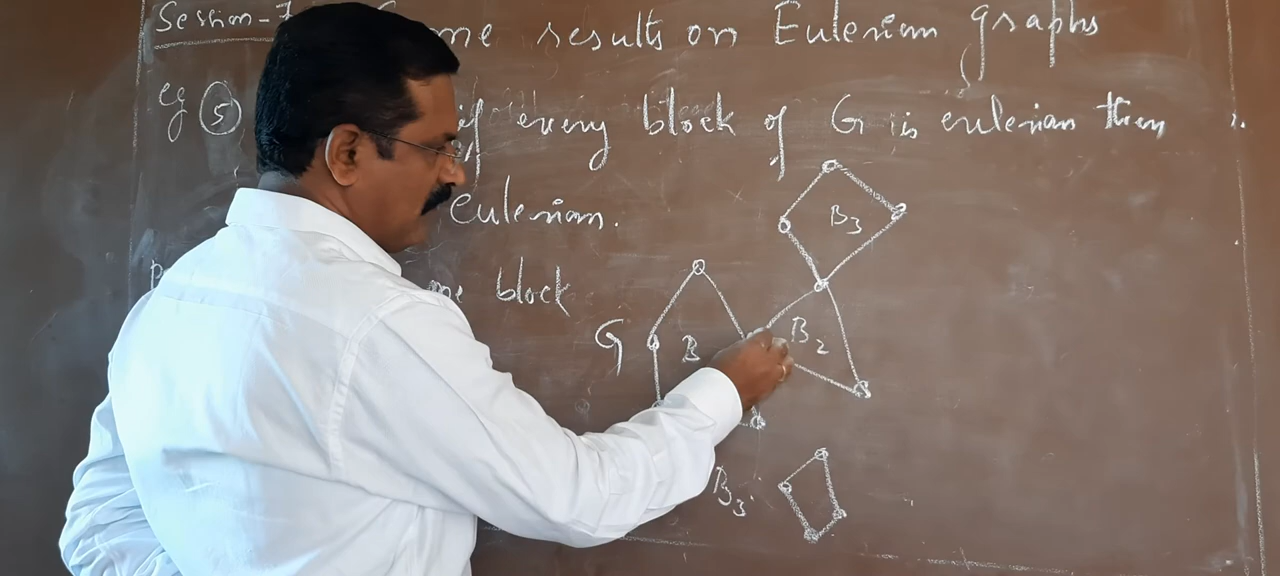 Session - 7 me results on Eulerian graphs
eg 5 if every block of G is eulerian then
eulerian.
me block
B3
G B B2
B3